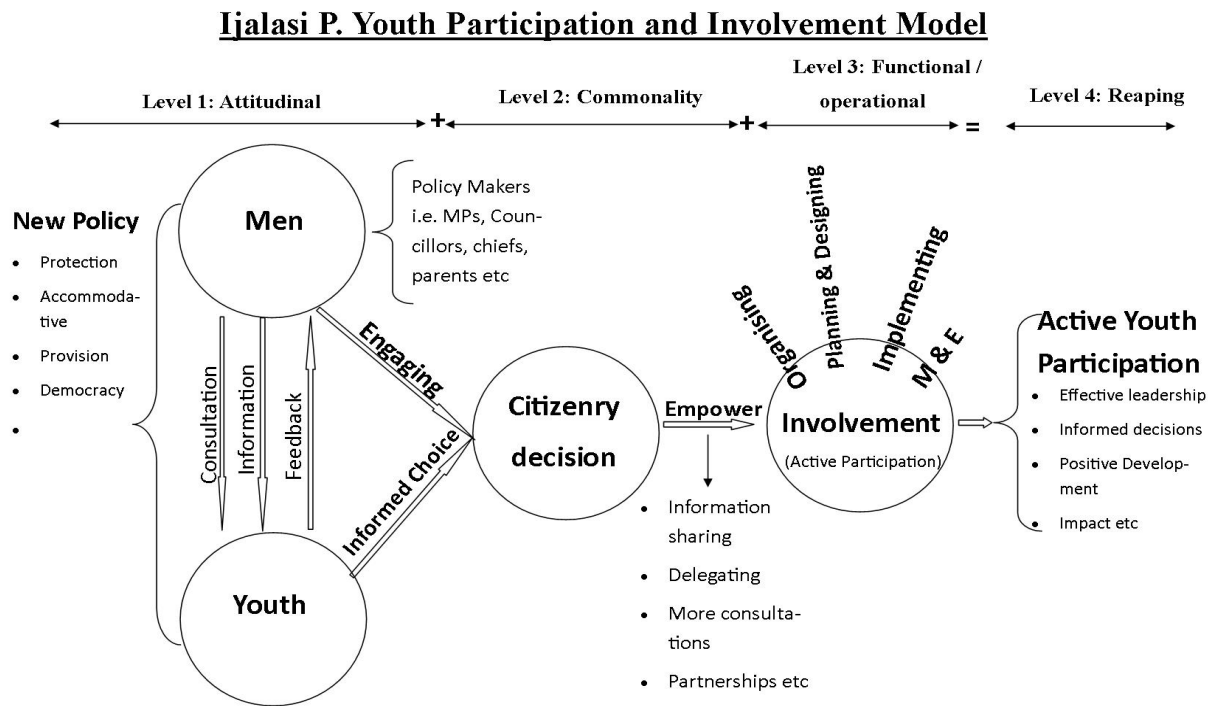 Ijalasi P. Youth Participation and Involvement Model
Level 1: Attitudinal
+
Level 2: Commonality
+
Level 3: Functional /
operational
=
Level 4: Reaping
New Policy
• Protection
• Accommoda-
tive
• Provision
• Democracy
•
Men
Policy Makers
i.e. MPs, Coun-
cillors, chiefs,
parents etc
Consultation
Information
Feedback
Youth
Engaging
Informed Choice
Citizenry
decision
Empower
• Information
sharing
• Delegating
• More consulta-
tions
• Partnerships etc
Organising
Planning & Designing
Implementing
M & E
Involvement
(Active Participation)
Active Youth
Participation
• Effective leadership
• Informed decisions
• Positive Develop-
ment
• Impact etc